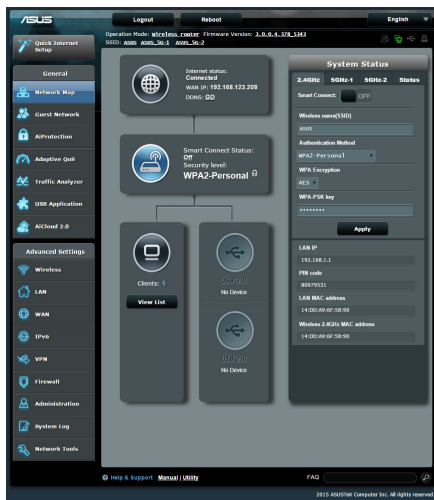 ASUS
Logout
Reboot
English
Operation Mode: Wireless router Firmware Version: 3.0.0.4.378_5343
SSID: ASUS ASUS_5G-1 ASUS_5G-2
Quick Internet Setup
General
Network Map
Guest Network
AiProtection
Adaptive QoS
Traffic Analyzer
USB Application
AiCloud 2.0
Advanced Settings
Wireless
LAN
WAN
IPv6
VPN
Firewall
Administration
System Log
Network Tools
Internet status:
Connected
WAN IP: 192.168.123.208
DDNS: GO
Smart Connect Status:
Off
Security level:
WPA2-Personal
Clients: 1
View List
USB 3.0
No Device
USB 2.0
No Device
System Status
2.4GHz 5GHz-1 5GHz-2 Status
Smart Connect: OFF
Wireless name(SSID)
ASUS
Authentication Method
WPA2-Personal
WPA Encryption
AES
WPA-PSK key
••••••••
Apply
LAN IP
192.168.1.1
PIN code
80979531
LAN MAC address
14:DD:A9:6F:58:90
Wireless 2.4GHz MAC address
14:DD:A9:6F:58:90
Help & Support Manual | Utility
FAQ
2015 ASUSTeK Computer Inc. All rights reserved